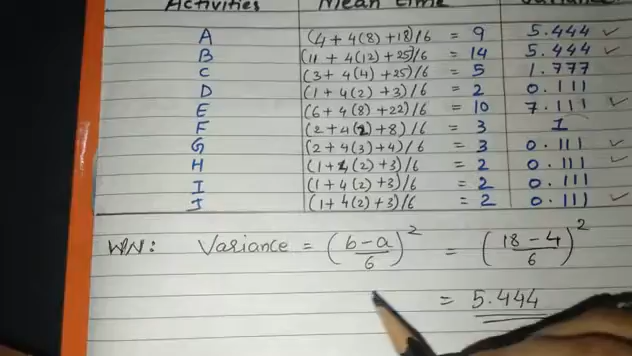 Activities Mean time Variance
A (4 + 4(8) + 18)/6 = 9 5.444 ✓
B (11 + 4(12) + 25)/6 = 14 5.444 ✓
C (3 + 4(4) + 25)/6 = 5 1.777
D (1 + 4(2) + 3)/6 = 2 0.111
E (6 + 4(8) + 22)/6 = 10 7.111 ✓
F (2 + 4(2) + 8)/6 = 3 1
G (2 + 4(3) + 4)/6 = 3 0.111 ✓
H (1 + 4(2) + 3)/6 = 2 0.111 ✓
I (1 + 4(2) + 3)/6 = 2 0.111
J (1 + 4(2) + 3)/6 = 2 0.111 ✓
WN: Variance = (b - a / 6)² = (18 - 4 / 6)²
= 5.444